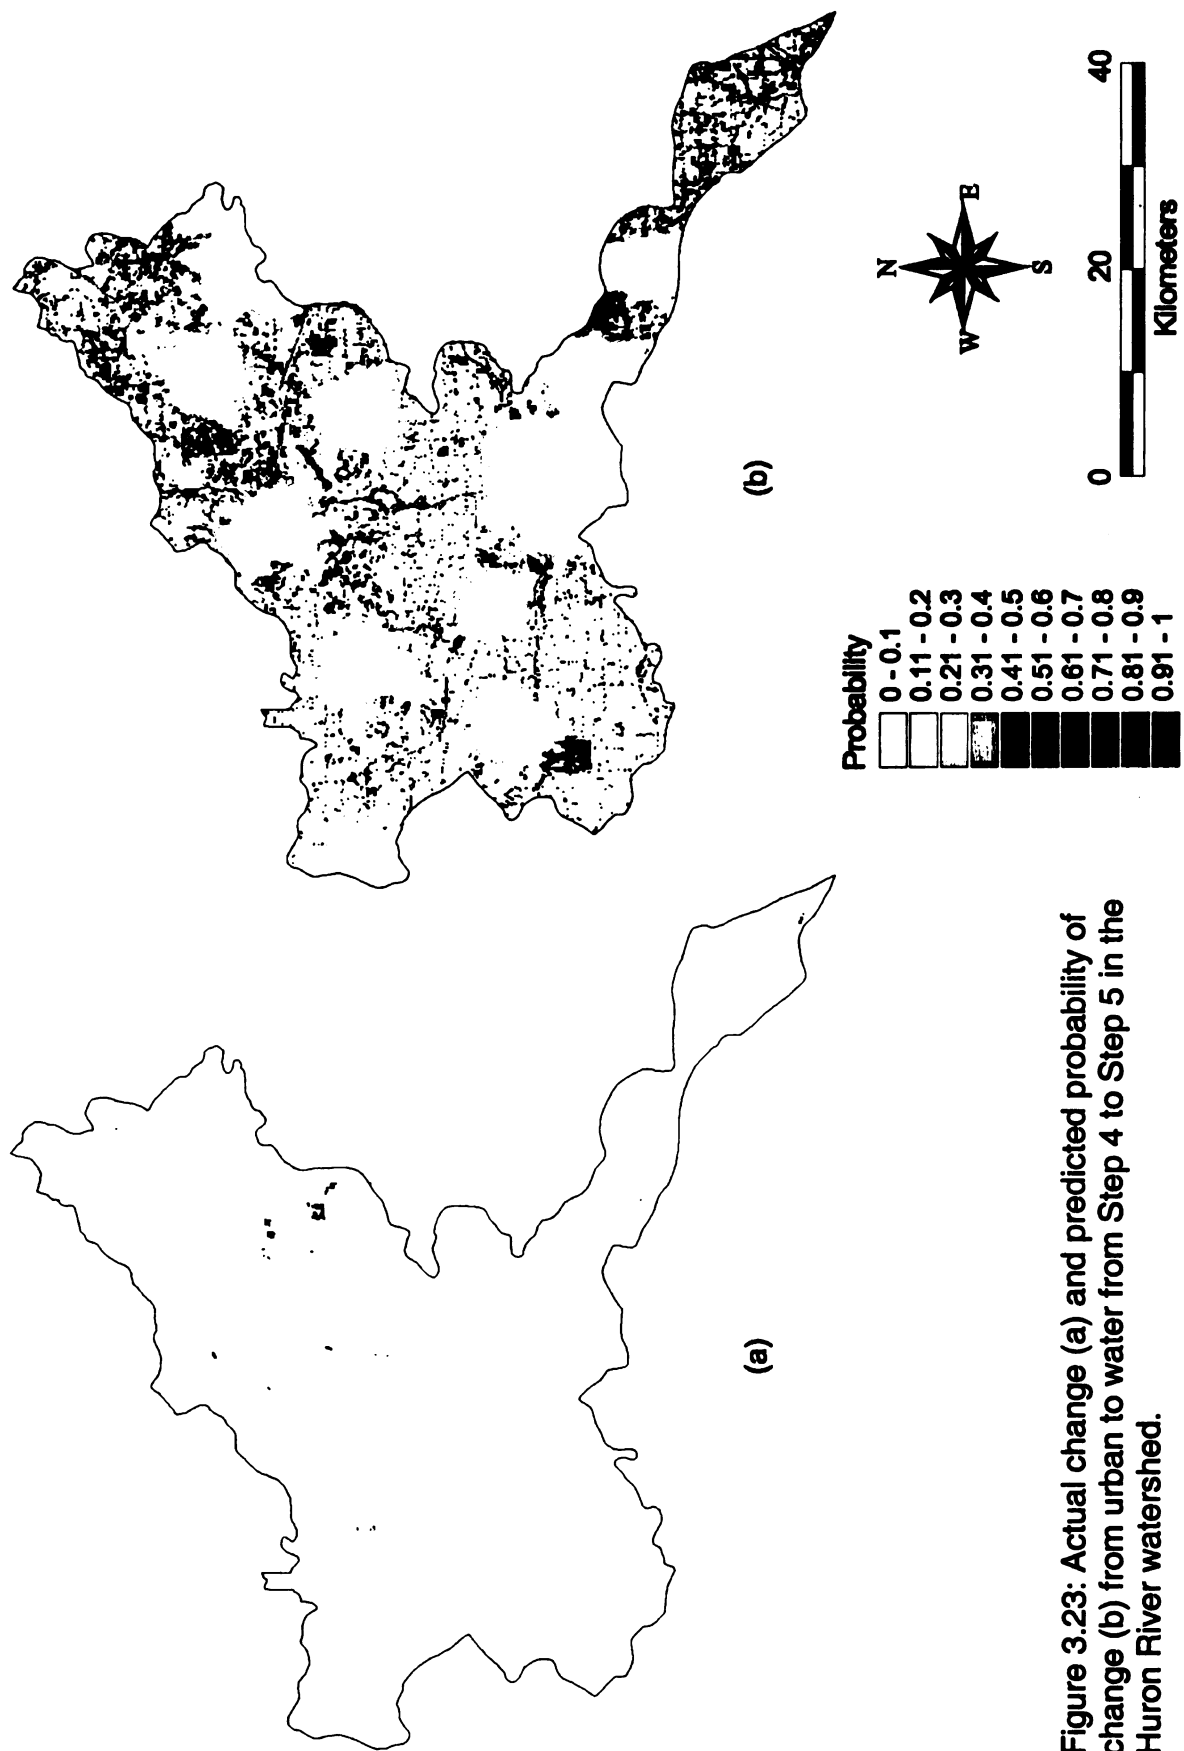 (a)
(b)
N
W
E
S
Probability
0 - 0.1
0.11 - 0.2
0.21 - 0.3
0.31 - 0.4
0.41 - 0.5
0.51 - 0.6
0.61 - 0.7
0.71 - 0.8
0.81 - 0.9
0.91 - 1
0
20
40
Kilometers
Figure 3.23: Actual change (a) and predicted probability of
change (b) from urban to water from Step 4 to Step 5 in the
Huron River watershed.